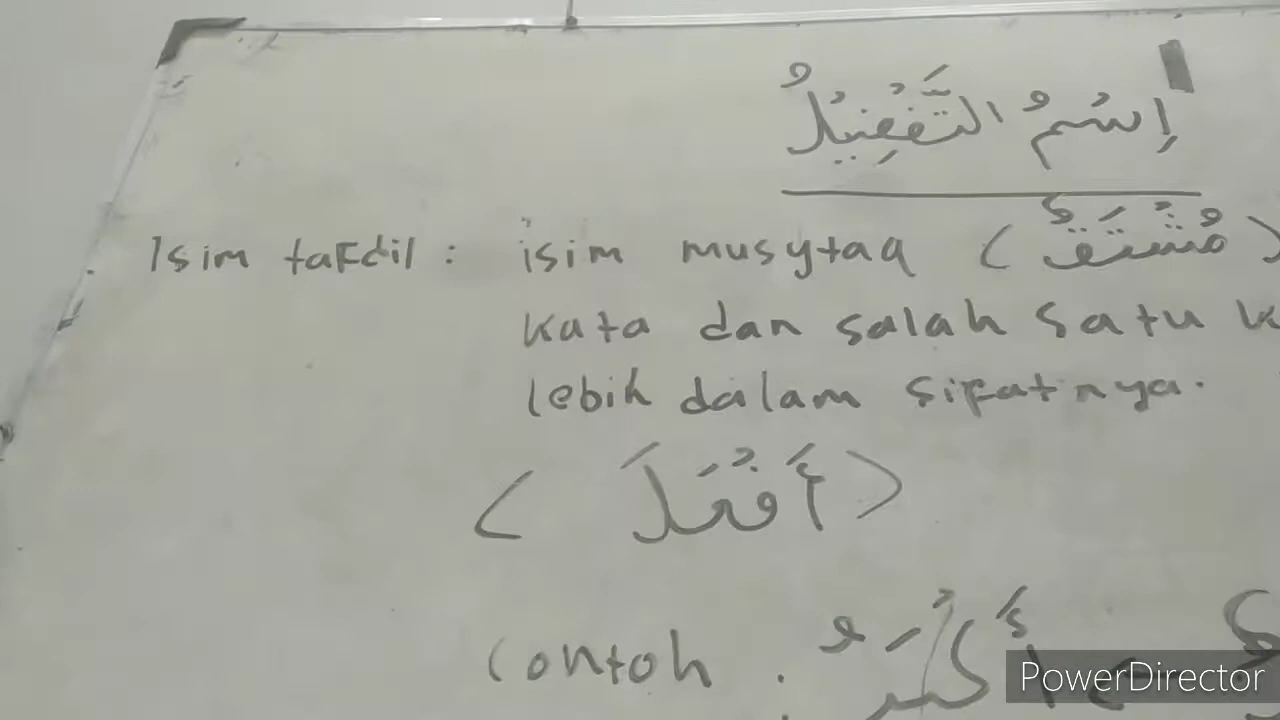 اِسْمُ التَّفْضِيْلُ
Isim tafdil : isim musytaq (مُشْتَقٌّ)
kata dan salah satu
lebih dalam sifatnya.
(أَفْعَلَ)
Contoh : أَكْبَرُ
PowerDirector